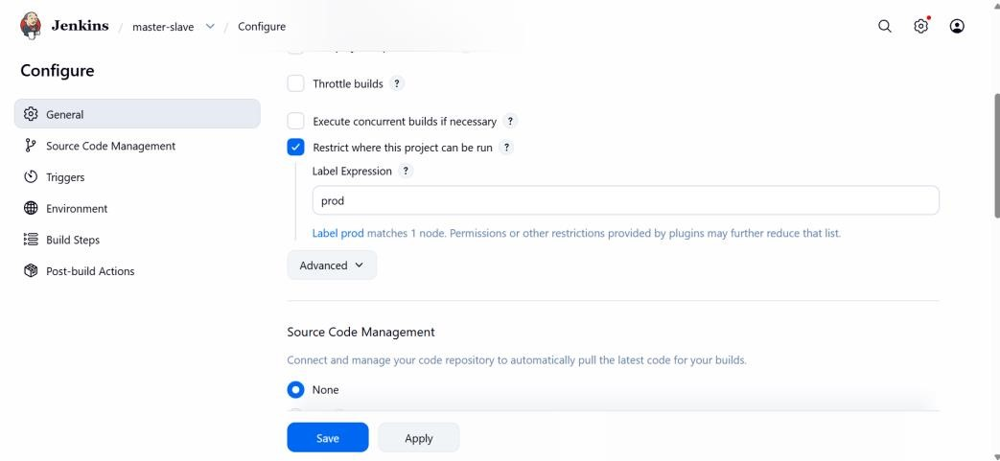 Jenkins / master-slave / Configure
Configure
General
Source Code Management
Triggers
Environment
Build Steps
Post-build Actions
Throttle builds ?
Execute concurrent builds if necessary ?
Restrict where this project can be run ?
Label Expression ?
prod
Label prod matches 1 node. Permissions or other restrictions provided by plugins may further reduce that list.
Advanced
Source Code Management
Connect and manage your code repository to automatically pull the latest code for your builds.
None
Save Apply